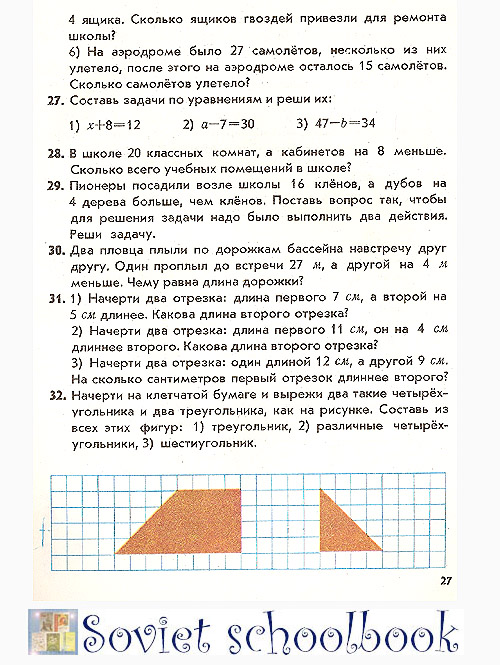 4 ящика. Сколько ящиков гвоздей привезли для ремонта
школы?
6) На аэродроме было 27 самолётов, несколько из них
улетело, после этого на аэродроме осталось 15 самолётов.
Сколько самолётов улетело?
27. Составь задачи по уравнениям и реши их:
1) x+8=12 2) a−7=30 3) 47−b=34
28. В школе 20 классных комнат, а кабинетов на 8 меньше.
Сколько всего учебных помещений в школе?
29. Пионеры посадили возле школы 16 клёнов, а дубов на
4 дерева больше, чем клёнов. Поставь вопрос так, чтобы
для решения задачи надо было выполнить два действия.
Реши задачу.
30. Два пловца плыли по дорожкам бассейна навстречу друг
другу. Один проплыл до встречи 27 м, а другой на 4 м
меньше. Чему равна длина дорожки?
31. 1) Начерти два отрезка: длина первого 7 см, а второй на
5 см длиннее. Какова длина второго отрезка?
2) Начерти два отрезка: длина первого 11 см, он на 4 см
длиннее второго. Какова длина второго отрезка?
3) Начерти два отрезка: один длиной 12 см, а другой 9 см.
На сколько сантиметров первый отрезок длиннее второго?
32. Начерти на клетчатой бумаге и вырежи два такие четырёх-
угольника и два треугольника, как на рисунке. Составь из
всех этих фигур: 1) треугольник, 2) различные четырёх-
угольники, 3) шестиугольник.
27
Soviet schoolbook